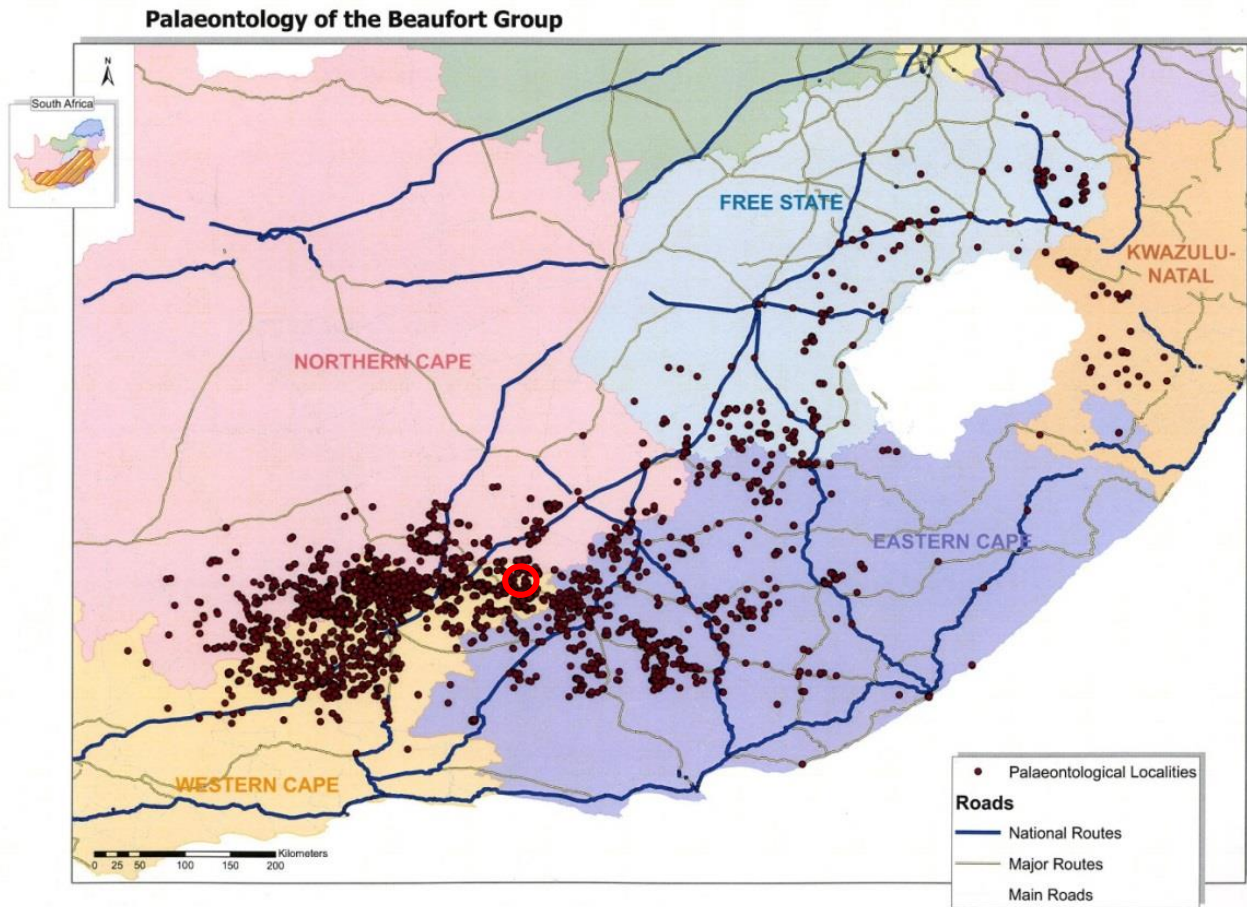 Palaeontology of the Beaufort Group
N
South Africa
FREE STATE
KWAZULU-
NATAL
NORTHERN CAPE
EASTERN CAPE
WESTERN CAPE
Kilometers
0 25 50 100 150 200
Palaeontological Localities
Roads
National Routes
Major Routes
Main Roads